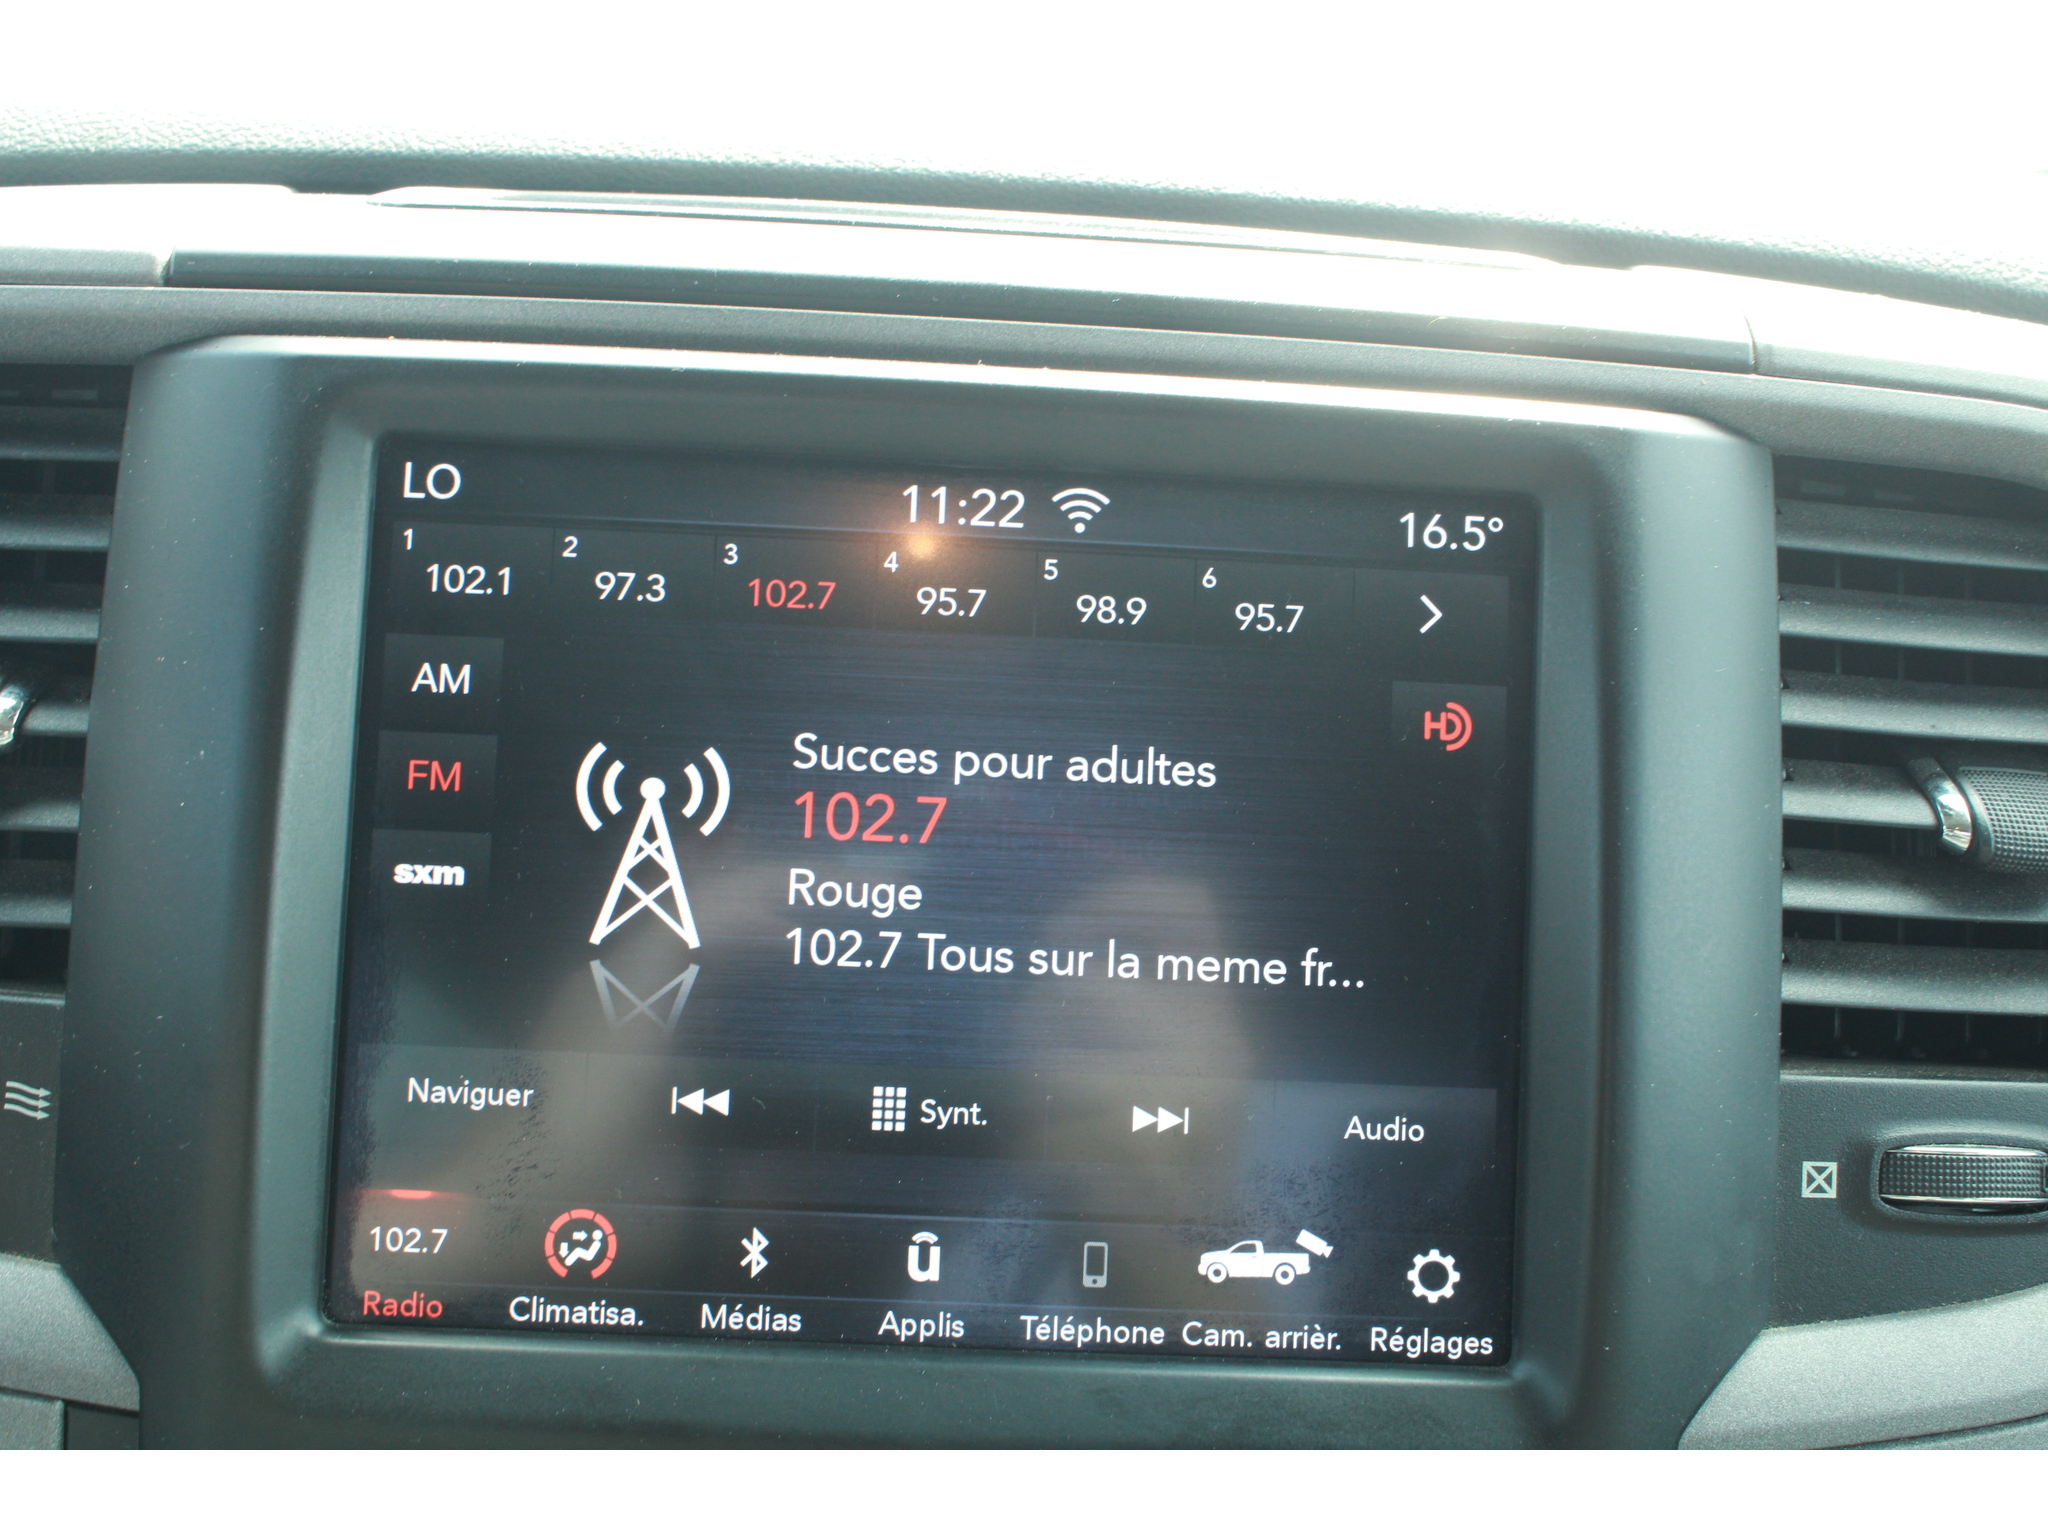 LO 11:22 16.5°
1 102.1 2 97.3 3 102.7 4 95.7 5 98.9 6 95.7
AM
HD
FM
sxm
Succes pour adultes
102.7
Rouge
102.7 Tous sur la meme fr...
Naviguer Synt. Audio
102.7 u
Radio Climatisa. Médias Applis Téléphone Cam. arrièr. Réglages